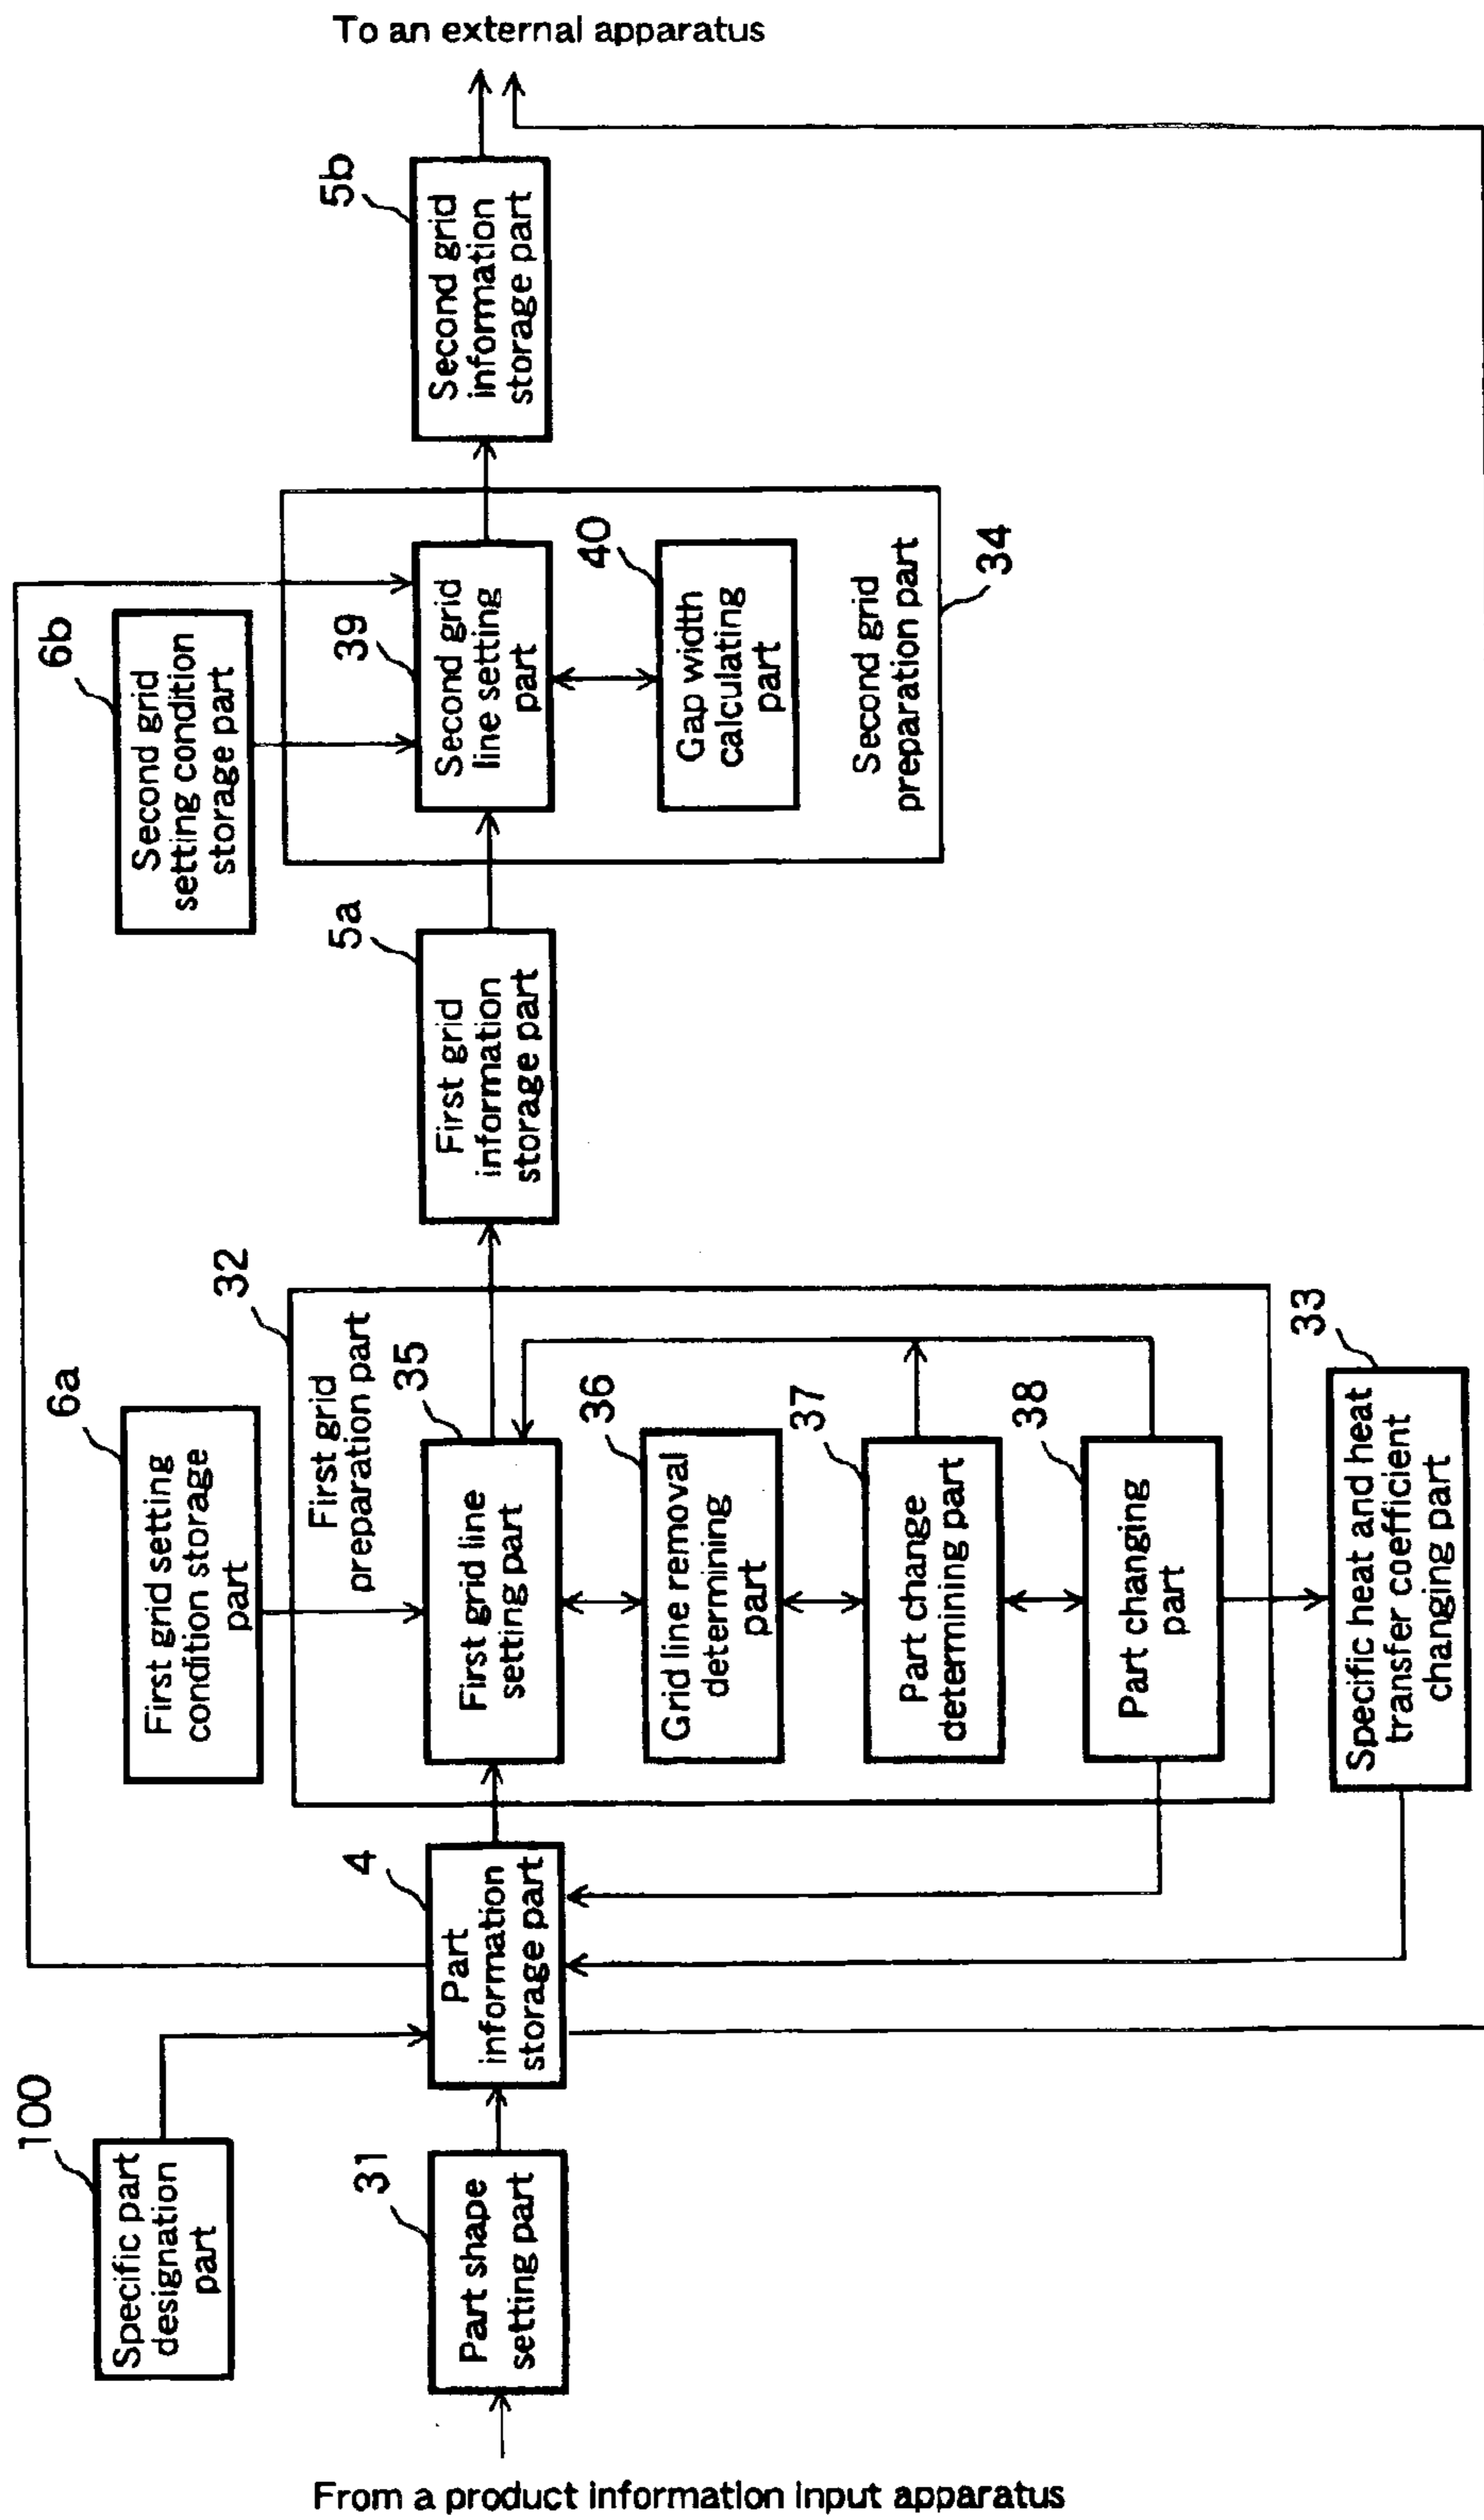 To an external apparatus
5b
Second grid
information
storage part
6b
Second grid
setting condition
storage part
39
Second grid
line setting
part
40
Gap width
calculating
part
Second grid
preparation part
34
5a
First grid
information
storage part
32
First grid
preparation part
6a
First grid setting
condition storage
part
35
First grid line
setting part
36
Grid line removal
determining
part
37
Part change
determining part
38
Part changing
part
33
Specific heat and heat
transfer coefficient
changing part
4
Part
information
storage part
100
Specific part
designation
part
31
Part shape
setting part
From a product information input apparatus